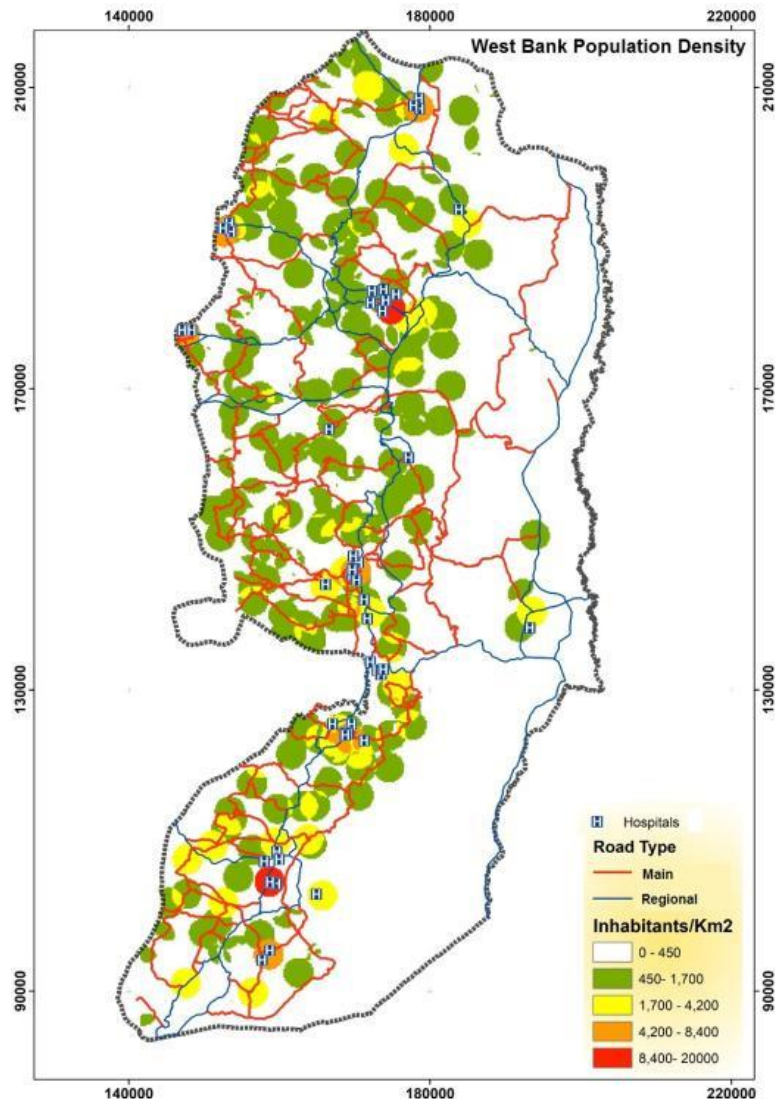 140000 180000 220000
West Bank Population Density
210000 210000
170000 170000
130000 130000
90000 90000
H Hospitals
Road Type
Main
Regional
Inhabitants/Km2
0 - 450
450- 1,700
1,700 - 4,200
4,200 - 8,400
8,400- 20000
140000 180000 220000